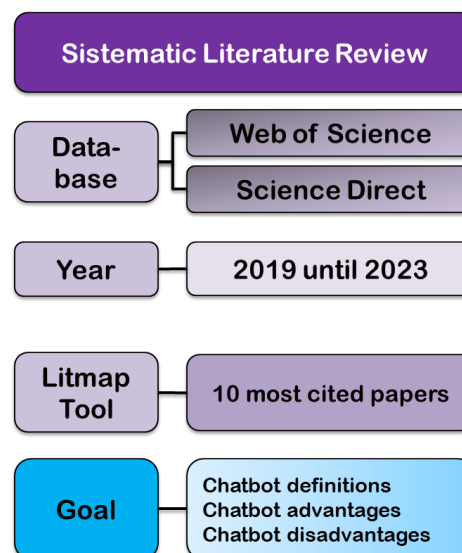 Sistematic Literature Review
Data-
base
Web of Science
Science Direct
Year
2019 until 2023
Litmap
Tool
10 most cited papers
Goal
Chatbot definitions
Chatbot advantages
Chatbot disadvantages